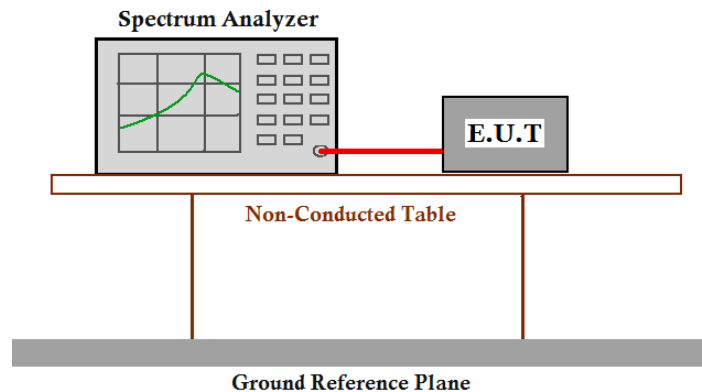 Spectrum Analyzer
E.U.T
Non-Conducted Table
Ground Reference Plane